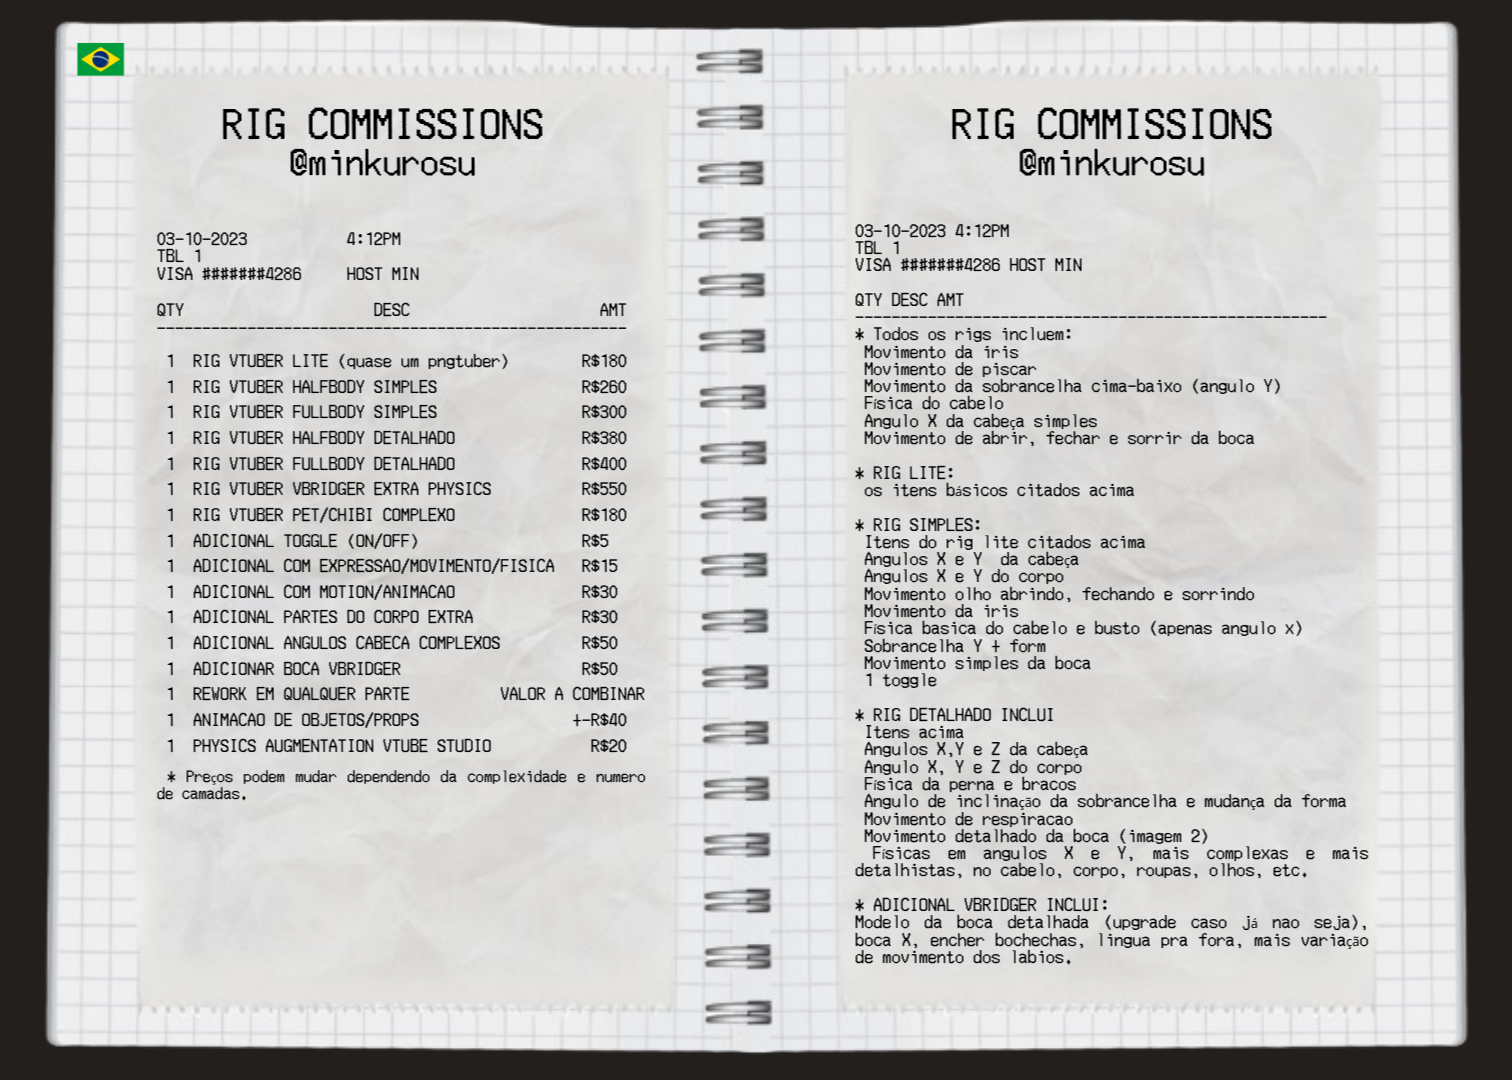 RIG COMMISSIONS
@minkurosu
03-10-2023 4:12PM
TBL 1
VISA #######4286 HOST MIN
QTY DESC AMT
1 RIG VTUBER LITE (quase um pngtuber) R$180
1 RIG VTUBER HALFBODY SIMPLES R$260
1 RIG VTUBER FULLBODY SIMPLES R$300
1 RIG VTUBER HALFBODY DETALHADO R$380
1 RIG VTUBER FULLBODY DETALHADO R$400
1 RIG VTUBER VBRIDGER EXTRA PHYSICS R$550
1 RIG VTUBER PET/CHIBI COMPLEXO R$180
1 ADICIONAL TOGGLE (ON/OFF) R$5
1 ADICIONAL COM EXPRESSAO/MOVIMENTO/FISICA R$15
1 ADICIONAL COM MOTION/ANIMACAO R$30
1 ADICIONAL PARTES DO CORPO EXTRA R$30
1 ADICIONAL ANGULOS CABECA COMPLEXOS R$50
1 ADICIONAR BOCA VBRIDGER R$50
1 REWORK EM QUALQUER PARTE VALOR A COMBINAR
1 ANIMACAO DE OBJETOS/PROPS +-R$40
1 PHYSICS AUGMENTATION VTUBE STUDIO R$20
* Preços podem mudar dependendo da complexidade e numero
de camadas.
RIG COMMISSIONS
@minkurosu
03-10-2023 4:12PM
TBL 1
VISA #######4286 HOST MIN
QTY DESC AMT
* Todos os rigs incluem:
Movimento da iris
Movimento de piscar
Movimento da sobrancelha cima-baixo (angulo Y)
Física do cabelo
Angulo X da cabeça simples
Movimento de abrir, fechar e sorrir da boca
* RIG LITE:
os itens básicos citados acima
* RIG SIMPLES:
Itens do rig lite citados acima
Angulos X e Y da cabeça
Angulos X e Y do corpo
Movimento olho abrindo, fechando e sorrindo
Movimento da iris
Física basica do cabelo e busto (apenas angulo x)
Sobrancelha Y + form
Movimento simples da boca
1 toggle
* RIG DETALHADO INCLUI
Itens acima
Angulos X,Y e Z da cabeça
Angulo X, Y e Z do corpo
Física da perna e bracos
Angulo de inclinação da sobrancelha e mudança da forma
Movimento de respiracao
Movimento detalhado da boca (imagem 2)
Físicas em angulos X e Y, mais complexas e mais
detalhistas, no cabelo, corpo, roupas, olhos, etc.
* ADICIONAL VBRIDGER INCLUI:
Modelo da boca detalhada (upgrade caso já nao seja),
boca X, encher bochechas, lingua pra fora, mais variação
de movimento dos labios.